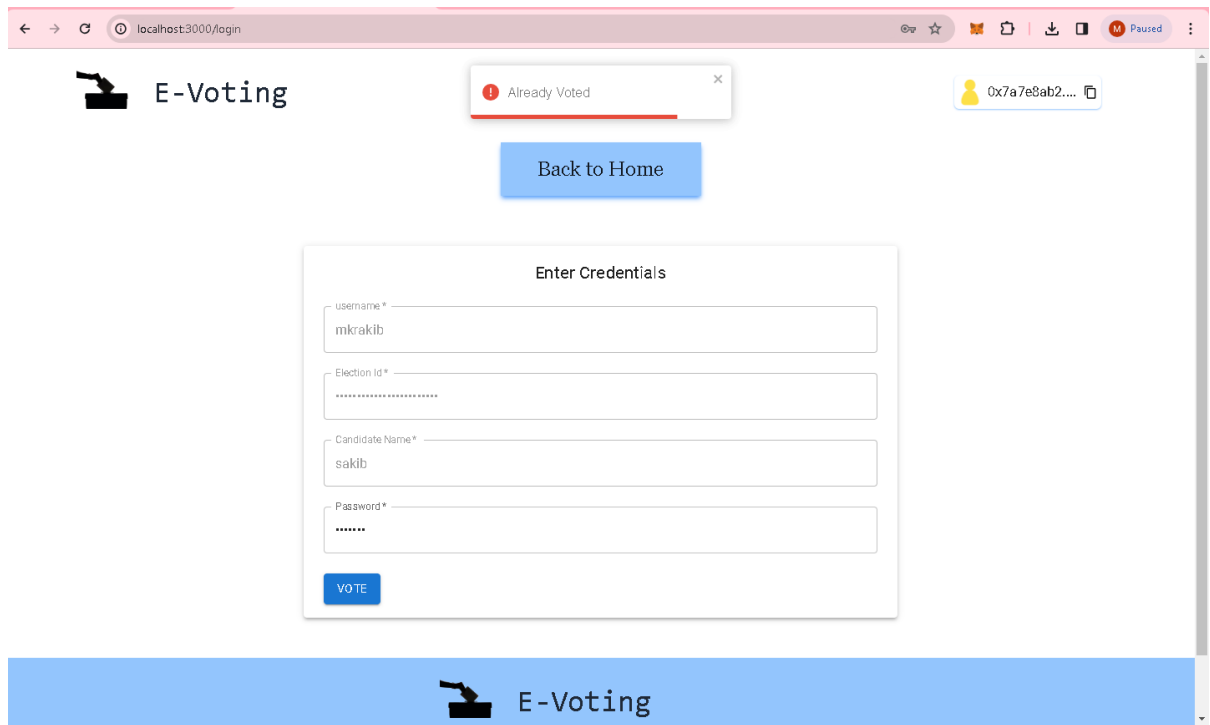 localhost:3000/login
M Paused
E-Voting
Already Voted
0x7a7e8ab2....
Back to Home
Enter Credentials
username *
mkrakib
Election Id *
Candidate Name *
sakib
Password *
VOTE
E-Voting